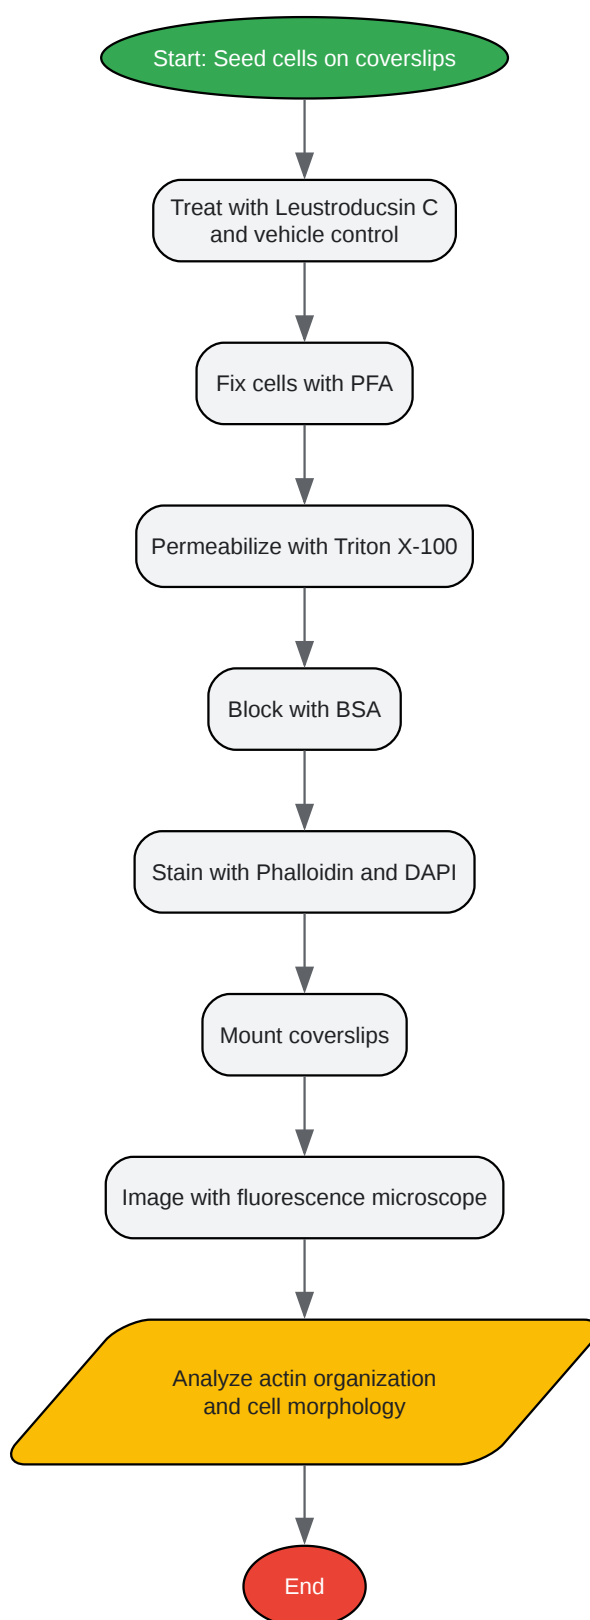 Start: Seed cells on coverslips
Treat with Leustroducsin C
and vehicle control
Fix cells with PFA
Permeabilize with Triton X-100
Block with BSA
Stain with Phalloidin and DAPI
Mount coverslips
Image with fluorescence microscope
Analyze actin organization
and cell morphology
End